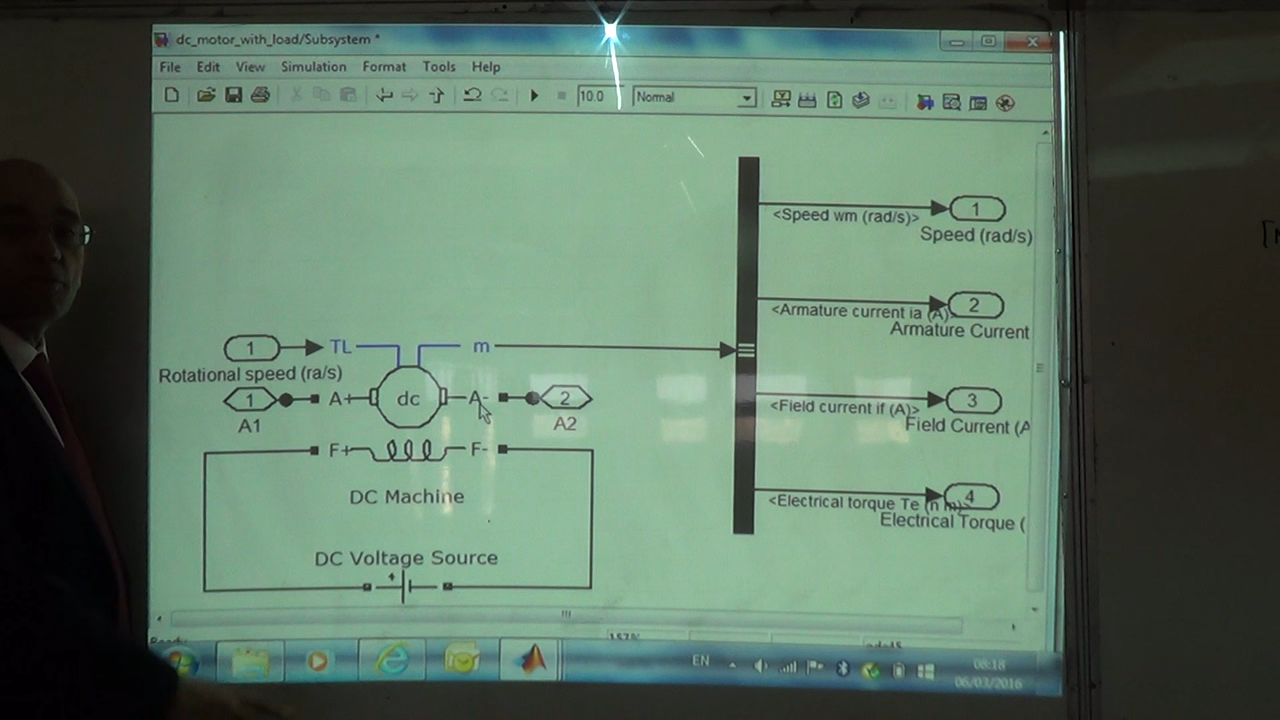 dc_motor_with_load/Subsystem *
File Edit View Simulation Format Tools Help
10.0 Normal
<Speed wm (rad/s)>
1
Speed (rad/s)
<Armature current ia (A)>
2
Armature Current
1
TL
m
Rotational speed (ra/s)
1
A+
dc
A-
2
A1
A2
<Field current if (A)>
3
Field Current (A
F+
F-
DC Machine
<Electrical torque Te (n m)>
4
Electrical Torque (
DC Voltage Source
+
Ready
157%
EN
08:18
06/03/2016